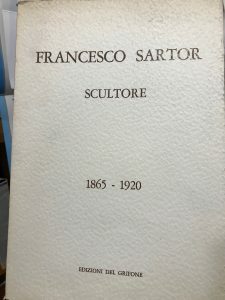 FRANCESCO SARTOR
SCULTORE
1865 - 1920
EDIZIONI DEL GRIFONE